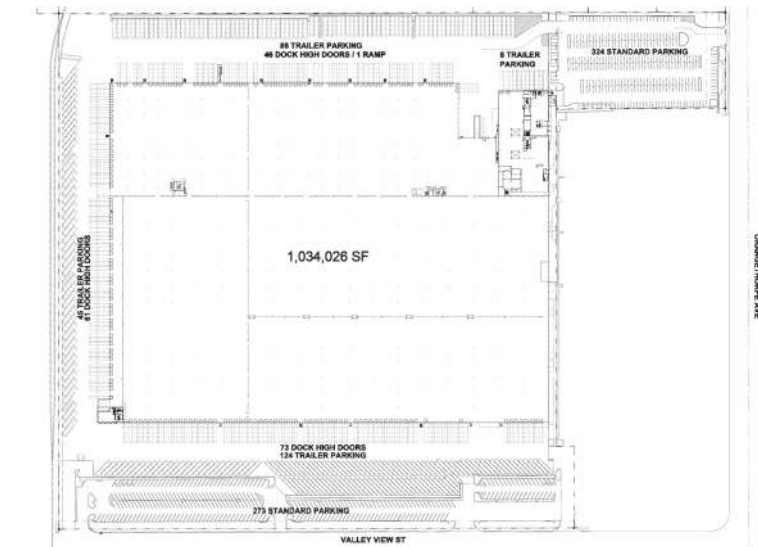 86 TRAILER PARKING
46 DOCK HIGH DOORS / 1 RAMP
8 TRAILER
PARKING
324 STANDARD PARKING
1,034,026 SF
45 TRAILER PARKING
61 DOCK HIGH DOORS
73 DOCK HIGH DOORS
124 TRAILER PARKING
273 STANDARD PARKING
VALLEY VIEW ST